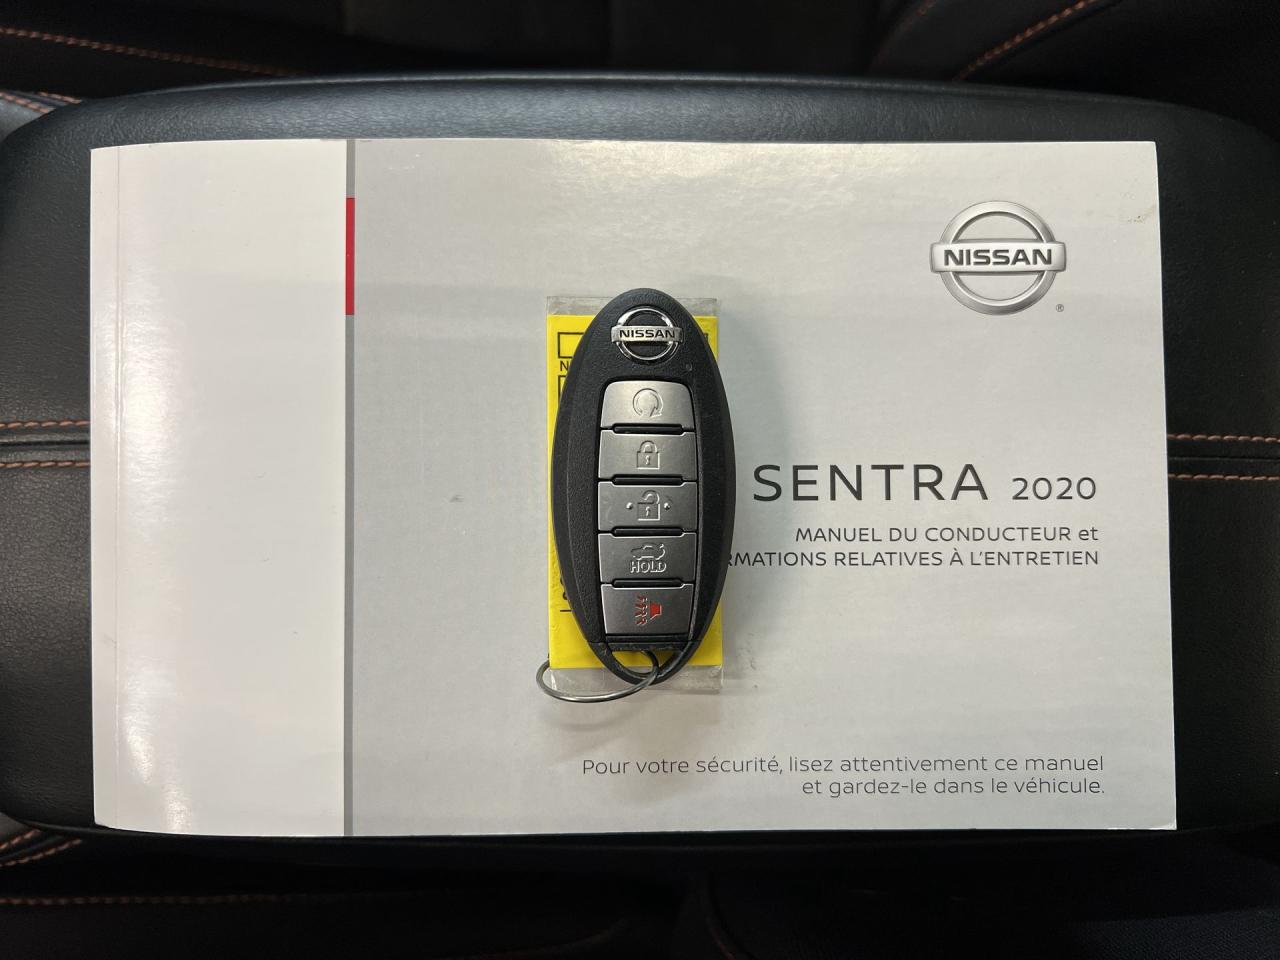 NISSAN
®
NISSAN
HOLD
SENTRA 2020
MANUEL DU CONDUCTEUR et
RELATIVES À L'ENTRETIEN
Pour votre sécurité, lisez attentivement ce manuel
et gardez-le dans le véhicule.